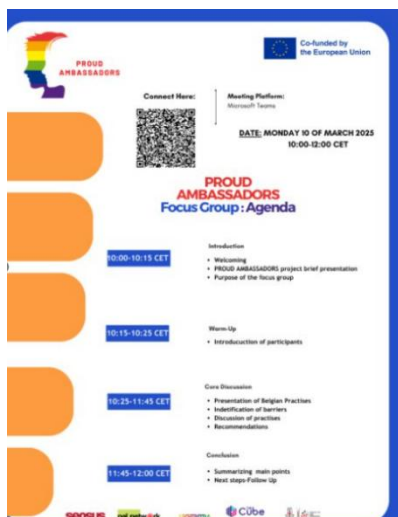 PROUD
AMBASSADORS
Co-funded by
the European Union
Connect Here:
Meeting Platform:
Microsoft Teams
DATE: MONDAY 10 OF MARCH 2025
10:00-12:00 CET
PROUD
AMBASSADORS
Focus Group : Agenda
Introduction
10:00-10:15 CET
• Welcoming
• PROUD AMBASSADORS project brief presentation
• Purpose of the focus group
Warm-Up
10:15-10:25 CET
• Introducuction of participants
Core Discussion
10:25-11:45 CET
• Presentation of Belgian Practises
• Indetification of barriers
• Discussion of practises
• Recommendations
Conclusion
11:45-12:00 CET
• Summarizing main points
• Next steps-Follow Up
Cube